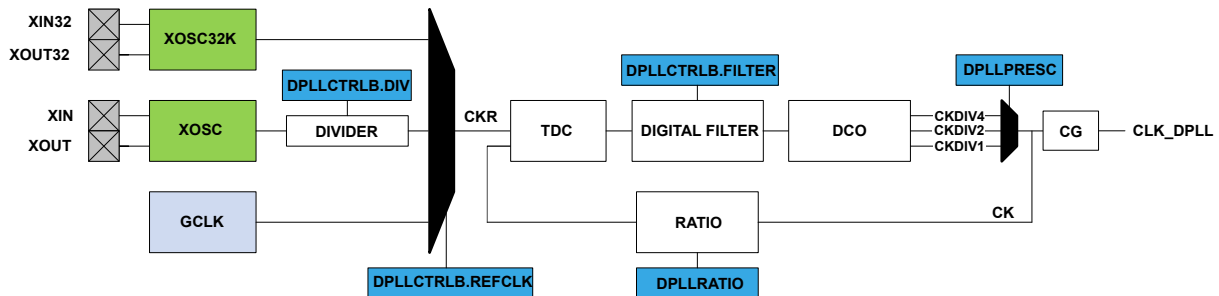 XIN32
XOUT32
XOSC32K
DPLLCTRLB.DIV
DPLLCTRLB.FILTER
DPLLPRESC
XIN
XOUT
XOSC
DIVIDER
CKR
TDC
DIGITAL FILTER
DCO
CKDIV4
CKDIV2
CKDIV1
CG
CLK_DPLL
GCLK
RATIO
CK
DPLLCTRLB.REFCLK
DPLLRATIO